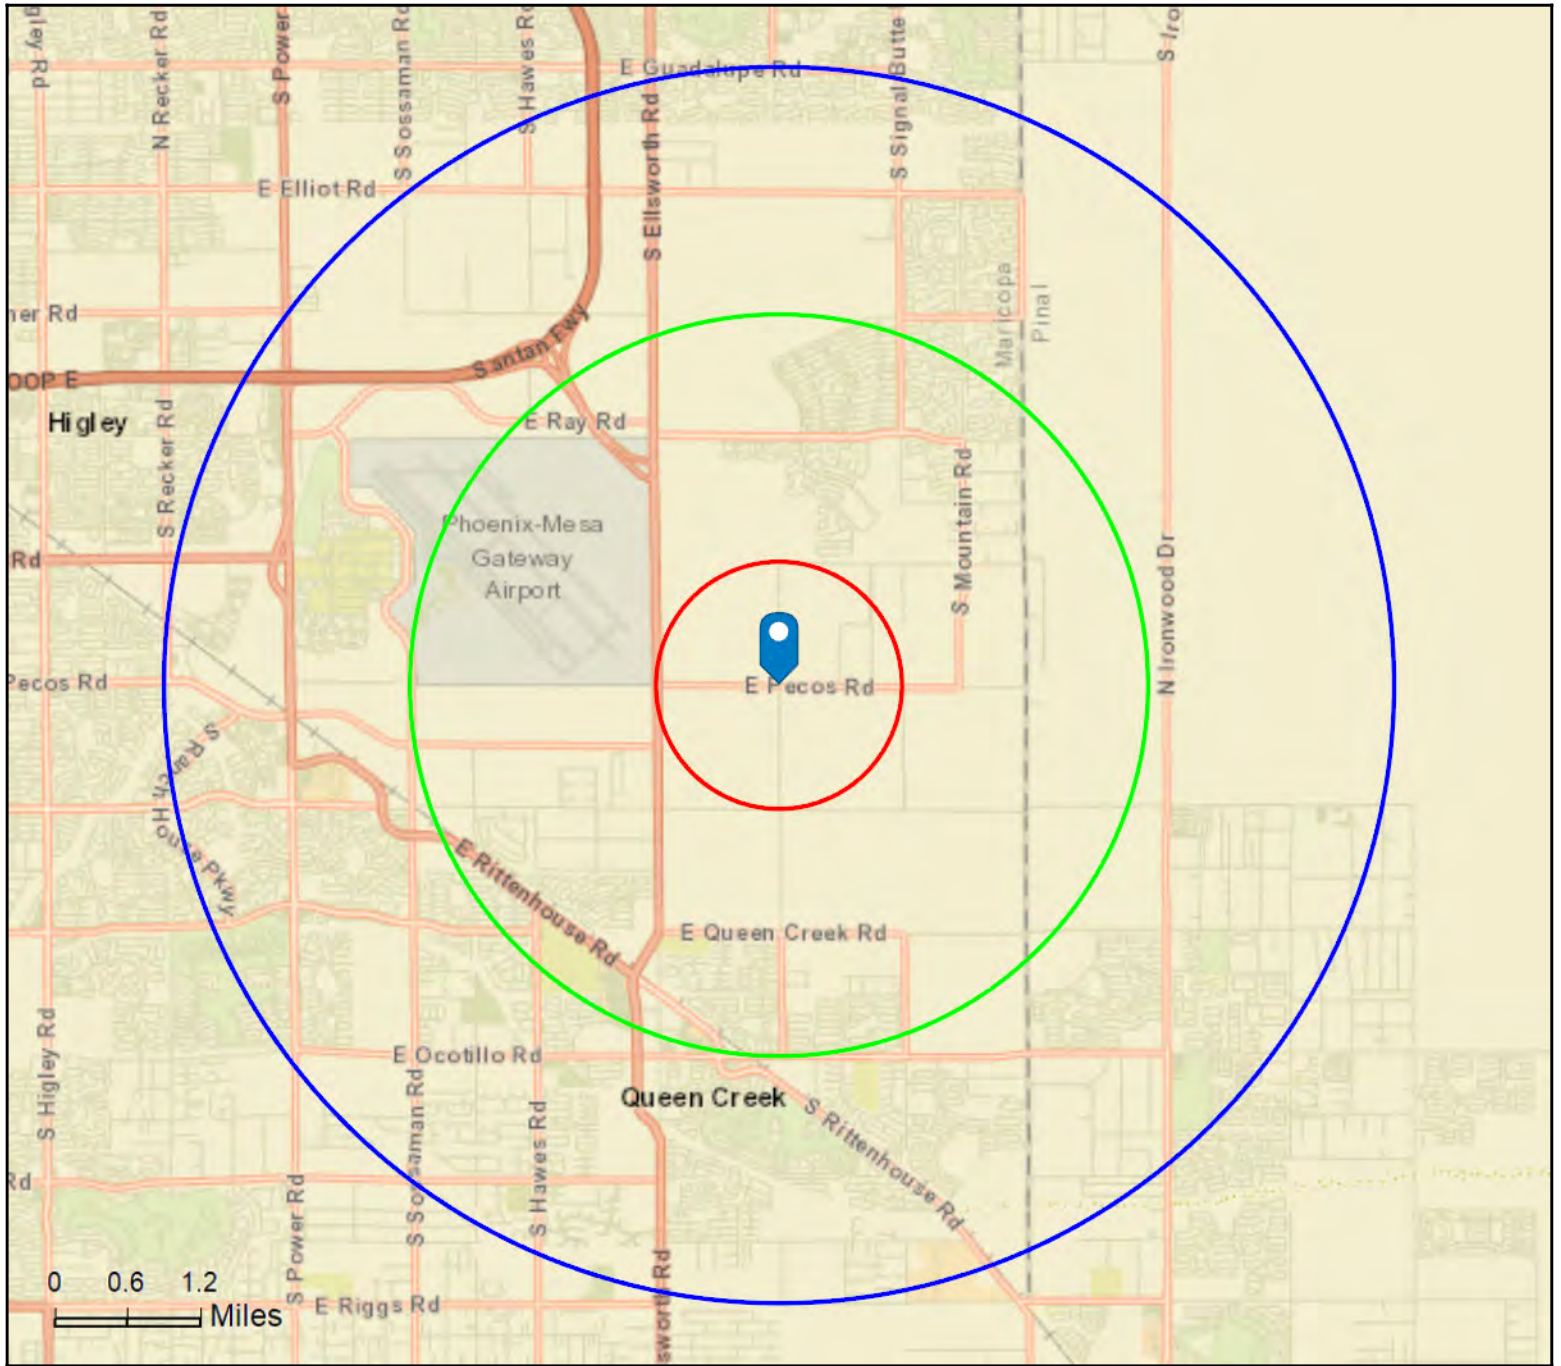 gley Rd
N Recker Rd
S Power
S Sossaman Rd
S Hawes Rd
E Guadalupe Rd
S Signal Butte
S Iro
E Elliot Rd
S Ellsworth Rd
Maricopa
Pinal
ner Rd
Santan Fwy
OOP E
Higley
S Recker Rd
E Ray Rd
S Mountain Rd
Phoenix-Mesa
Gateway
Airport
Rd
N Ironwood Dr
Pecos Rd
E Pecos Rd
S Ranch House Pkwy
E Rittenhouse Rd
E Queen Creek Rd
S Higley Rd
E Ocotillo Rd
Queen Creek
S Sossaman Rd
S Hawes Rd
S Rittenhouse Rd
Rd
S Power Rd
sworth Rd
0 0.6 1.2
Miles
E Riggs Rd